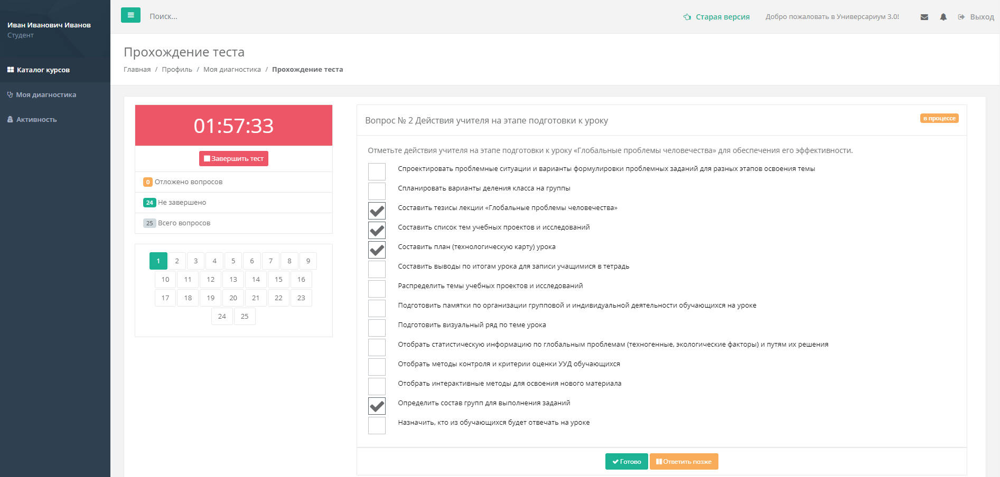 Иван Иванович Иванов
Студент
Каталог курсов
Моя диагностика
Активность
Поиск...
Старая версия
Добро пожаловать в Универсариум 3.0!
Выход
Прохождение теста
Главная / Профиль / Моя диагностика / Прохождение теста
01:57:33
Завершить тест
0 Отложено вопросов
24 Не завершено
25 Всего вопросов
1 2 3 4 5 6 7 8 9
10 11 12 13 14 15 16
17 18 19 20 21 22 23
24 25
Вопрос № 2 Действия учителя на этапе подготовки к уроку
в процессе
Отметьте действия учителя на этапе подготовки к уроку «Глобальные проблемы человечества» для обеспечения его эффективности.
Спроектировать проблемные ситуации и варианты формулировки проблемных заданий для разных этапов освоения темы
Спланировать варианты деления класса на группы
Составить тезисы лекции «Глобальные проблемы человечества»
Составить список тем учебных проектов и исследований
Составить план (технологическую карту) урока
Составить выводы по итогам урока для записи учащимися в тетрадь
Распределить темы учебных проектов и исследований
Подготовить памятки по организации групповой и индивидуальной деятельности обучающихся на уроке
Подготовить визуальный ряд по теме урока
Отобрать статистическую информацию по глобальным проблемам (техногенные, экологические факторы) и путям их решения
Отобрать методы контроля и критерии оценки УУД обучающихся
Отобрать интерактивные методы для освоения нового материала
Определить состав групп для выполнения заданий
Назначить, кто из обучающихся будет отвечать на уроке
Готово
Ответить позже